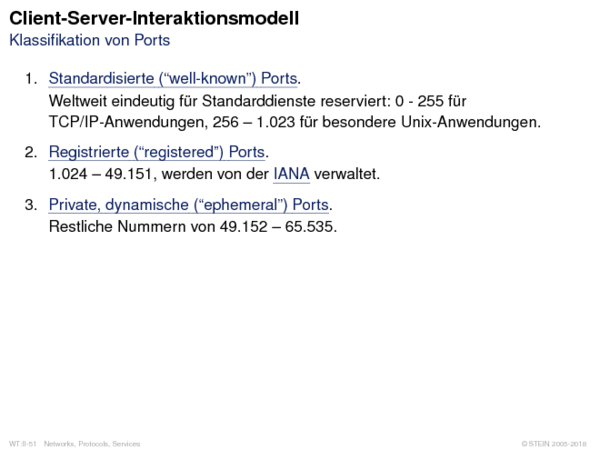 Client-Server-Interaktionsmodell
Klassifikation von Ports
1. Standardisierte (“well-known”) Ports.
Weltweit eindeutig für Standarddienste reserviert: 0 - 255 für
TCP/IP-Anwendungen, 256 – 1.023 für besondere Unix-Anwendungen.
2. Registrierte (“registered”) Ports.
1.024 – 49.151, werden von der IANA verwaltet.
3. Private, dynamische (“ephemeral”) Ports.
Restliche Nummern von 49.152 – 65.535.
WT:II-51 Networks, Protocols, Services © STEIN 2005-2018